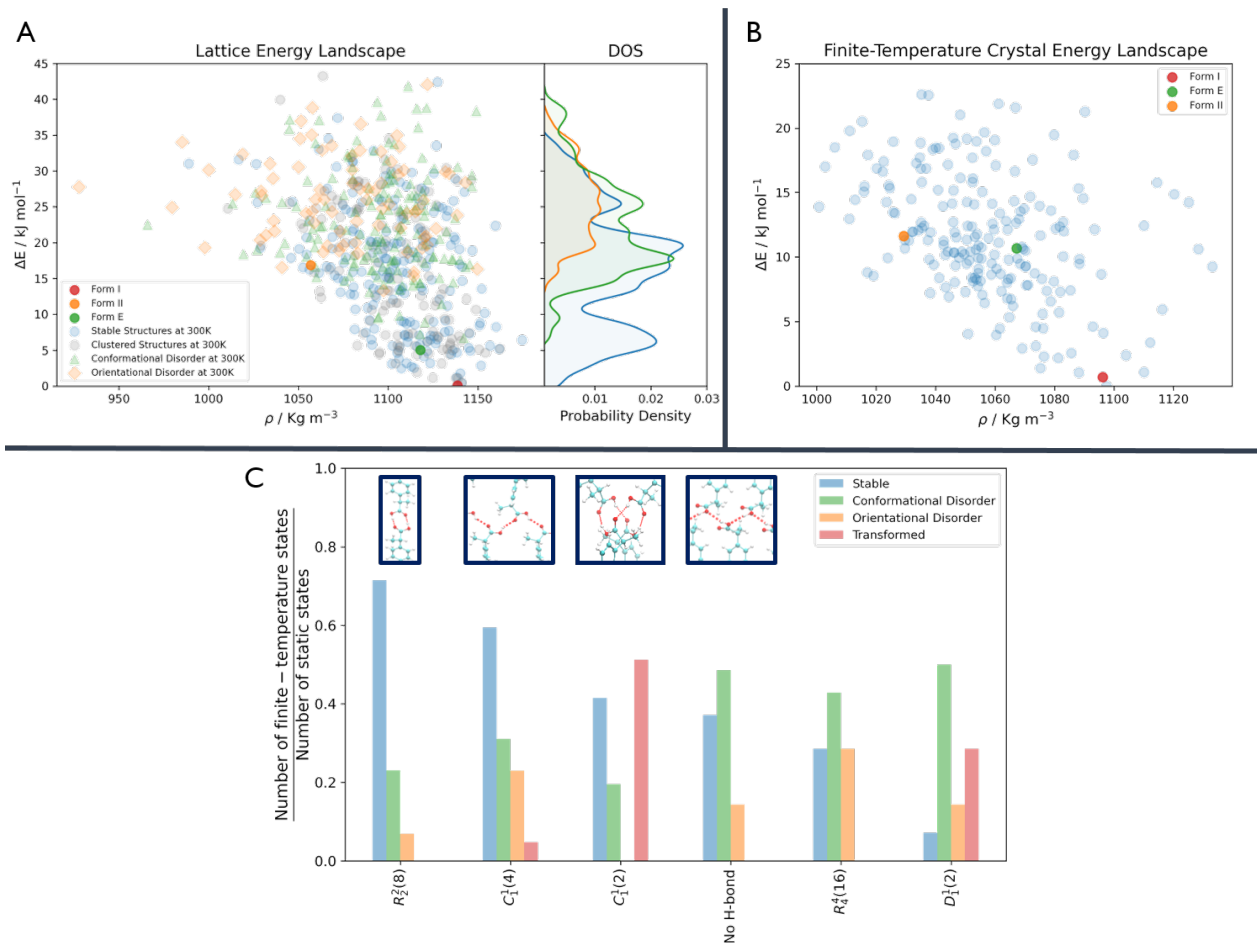 A
Lattice Energy Landscape
DOS
45
40
35
30
25
20
15
10
5
0
ΔE / kJ mol⁻¹
Form I
Form II
Form E
Stable Structures at 300K
Clustered Structures at 300K
Conformational Disorder at 300K
Orientational Disorder at 300K
950
1000
1050
1100
1150
ρ / Kg m⁻³
0.01
0.02
0.03
Probability Density
B
Finite-Temperature Crystal Energy Landscape
25
20
15
10
5
0
ΔE / kJ mol⁻¹
Form I
Form E
Form II
1000
1020
1040
1060
1080
1100
1120
ρ / Kg m⁻³
C
1.0
0.8
0.6
0.4
0.2
0.0
Number of finite − temperature states
Number of static states
Stable
Conformational Disorder
Orientational Disorder
Transformed
R²₂(8)
C¹₁(4)
C¹₁(2)
No H-bond
R⁴₄(16)
D¹₁(2)